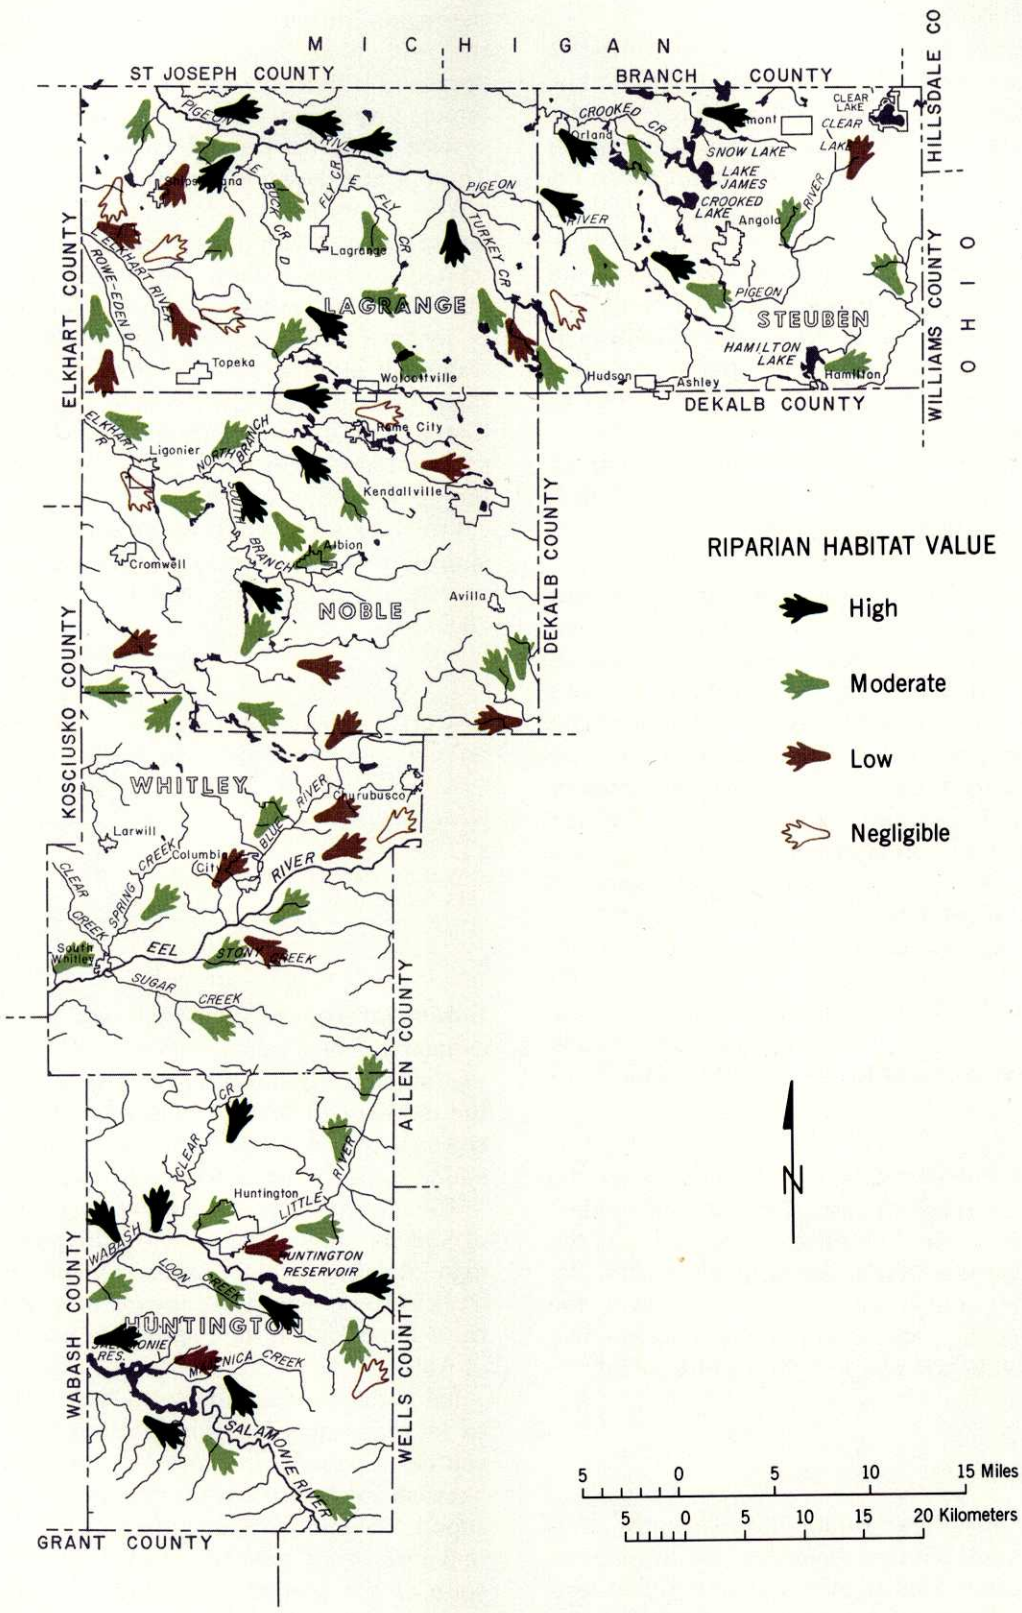 MICHIGAN
ST JOSEPH COUNTY
BRANCH COUNTY
HILLSDALE CO
PIGEON
RIVER
CROOKED CR
Orland
CLEAR LAKE
CLEAR
LAKE
SNOW LAKE
LAKE JAMES
CROOKED LAKE
Angola
RIVER
PIGEON
RIVER
PIGEON
FLY CR
E FLY CR
E BUCK CR
D
TURKEY CR
Lagrange
ELKHART COUNTY
ELKHART RIVER
ROWE-EDEN D
LAGRANGE
STEUBEN
HAMILTON LAKE
Hamilton
Topeka
Wolcottville
Hudson
Ashley
WILLIAMS COUNTY
OHIO
DEKALB COUNTY
ELKHART R
Ligonier
NORTH BRANCH
Rome City
SOUTH BRANCH
Kendallville
Albion
Cromwell
NOBLE
Avilla
DEKALB COUNTY
KOSCIUSKO COUNTY
RIPARIAN HABITAT VALUE
High
Moderate
Low
Negligible
WHITLEY
BLUE RIVER
Churubusco
Larwill
Columbia City
SPRING CREEK
CLEAR CREEK
South Whitley
EEL
RIVER
STONY CREEK
SUGAR CREEK
ALLEN COUNTY
CLEAR CR
Huntington
LITTLE RIVER
WABASH
HUNTINGTON RESERVOIR
LOON CREEK
WABASH COUNTY
HUNTINGTON
RES.
CREEK
SALAMONIE RIVER
WELLS COUNTY
GRANT COUNTY
N
5 0 5 10 15 Miles
5 0 5 10 15 20 Kilometers